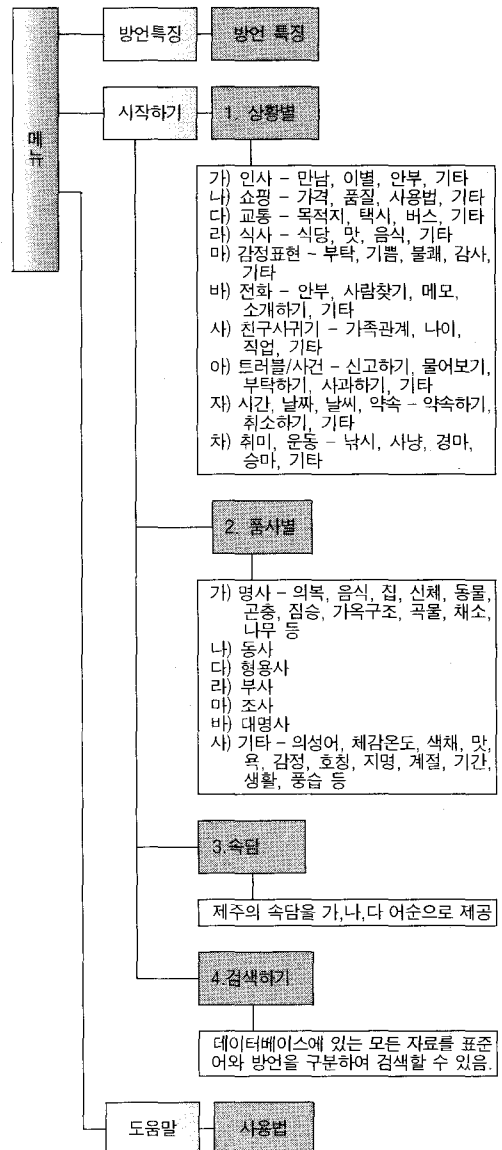 메뉴
방언특징
방언 특징
시작하기
1. 상황별
가) 인사 – 만남, 이별, 안부, 기타
나) 쇼핑 – 가격, 품질, 사용법, 기타
다) 교통 – 목적지, 택시, 버스, 기타
라) 식사 – 식당, 맛, 음식, 기타
마) 감정표현 – 부탁, 기쁨, 불쾌, 감사,
기타
바) 전화 – 안부, 사람찾기, 메모,
소개하기, 기타
사) 친구사귀기 – 가족관계, 나이,
직업, 기타
아) 트러블/사건 – 신고하기, 물어보기,
부탁하기, 사과하기, 기타
자) 시간, 날짜, 날씨, 약속 – 약속하기,
취소하기, 기타
차) 취미, 운동 – 낚시, 사냥, 경마,
승마, 기타
2. 품사별
가) 명사 – 의복, 음식, 집, 신체, 동물,
곤충, 짐승, 가옥구조, 곡물, 채소,
나무 등
나) 동사
다) 형용사
라) 부사
마) 조사
바) 대명사
사) 기타 – 의성어, 체감온도, 색채, 맛,
욕, 감정, 호칭, 지명, 계절, 기간,
생활, 풍습 등
3.속담
제주의 속담을 가,나,다 어순으로 제공
4.검색하기
데이터베이스에 있는 모든 자료를 표준
어와 방언을 구분하여 검색할 수 있음.
도움말
사용법